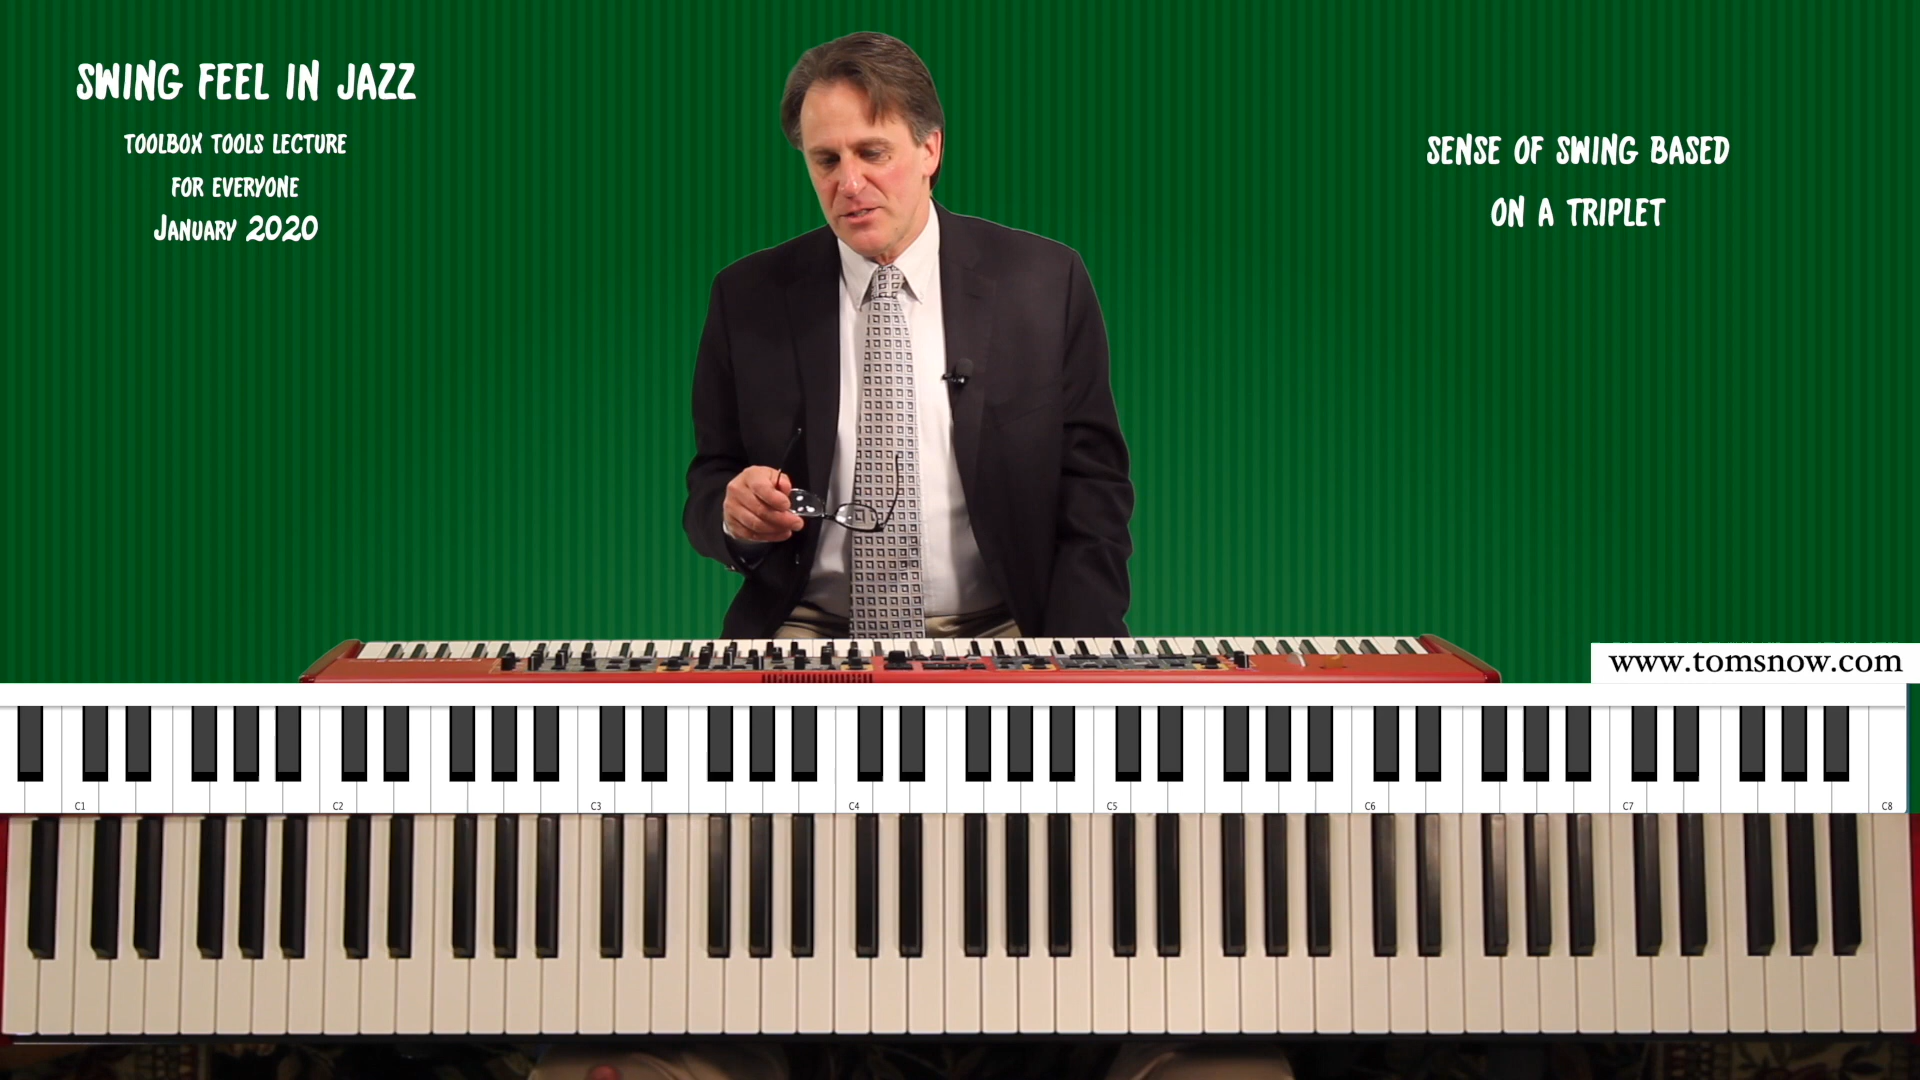 SWING FEEL IN JAZZ
TOOLBOX TOOLS LECTURE
FOR EVERYONE
JANUARY 2020
SENSE OF SWING BASED
ON A TRIPLET
www.tomsnow.com
C1 C2 C3 C4 C5 C6 C7 C8